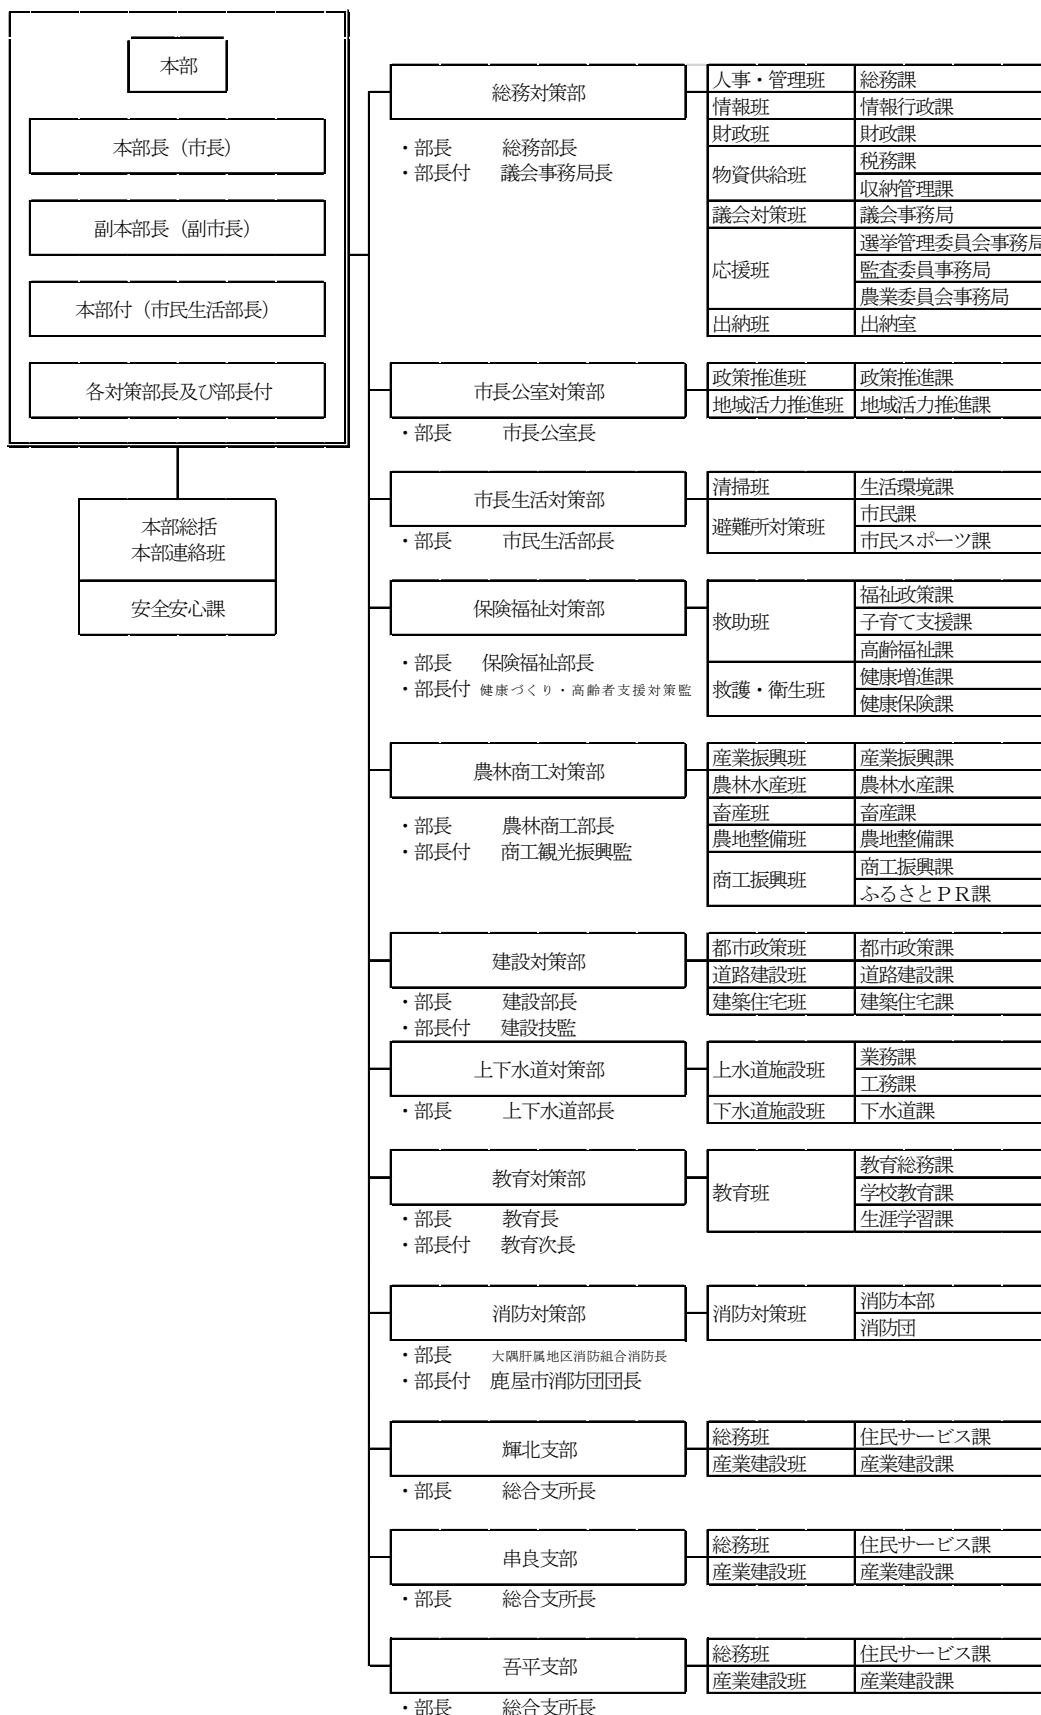 本部
本部長（市長）
副本部長（副市長）
本部付（市民生活部長）
各対策部長及び部長付
本部総括
本部連絡班
安全安心課
総務対策部
・部長 総務部長
・部長付 議会事務局長
人事・管理班 総務課
情報班 情報行政課
財政班 財政課
物資供給班 税務課
収納管理課
議会対策班 議会事務局
応援班 選挙管理委員会事務局
監査委員事務局
農業委員会事務局
出納班 出納室
市長公室対策部
・部長 市長公室長
政策推進班 政策推進課
地域活力推進班 地域活力推進課
市長生活対策部
・部長 市民生活部長
清掃班 生活環境課
避難所対策班 市民課
市民スポーツ課
保険福祉対策部
・部長 保険福祉部長
・部長付 健康づくり・高齢者支援対策監
救助班 福祉政策課
子育て支援課
高齢福祉課
救護・衛生班 健康増進課
健康保険課
農林商工対策部
・部長 農林商工部長
・部長付 商工観光振興監
産業振興班 産業振興課
農林水産班 農林水産課
畜産班 畜産課
農地整備班 農地整備課
商工振興班 商工振興課
ふるさとＰＲ課
建設対策部
・部長 建設部長
・部長付 建設技監
都市政策班 都市政策課
道路建設班 道路建設課
建築住宅班 建築住宅課
上下水道対策部
・部長 上下水道部長
上水道施設班 業務課
工務課
下水道施設班 下水道課
教育対策部
・部長 教育長
・部長付 教育次長
教育班 教育総務課
学校教育課
生涯学習課
消防対策部
・部長 大隅肝属地区消防組合消防長
・部長付 鹿屋市消防団団長
消防対策班 消防本部
消防団
輝北支部
・部長 総合支所長
総務班 住民サービス課
産業建設班 産業建設課
串良支部
・部長 総合支所長
総務班 住民サービス課
産業建設班 産業建設課
吾平支部
・部長 総合支所長
総務班 住民サービス課
産業建設班 産業建設課